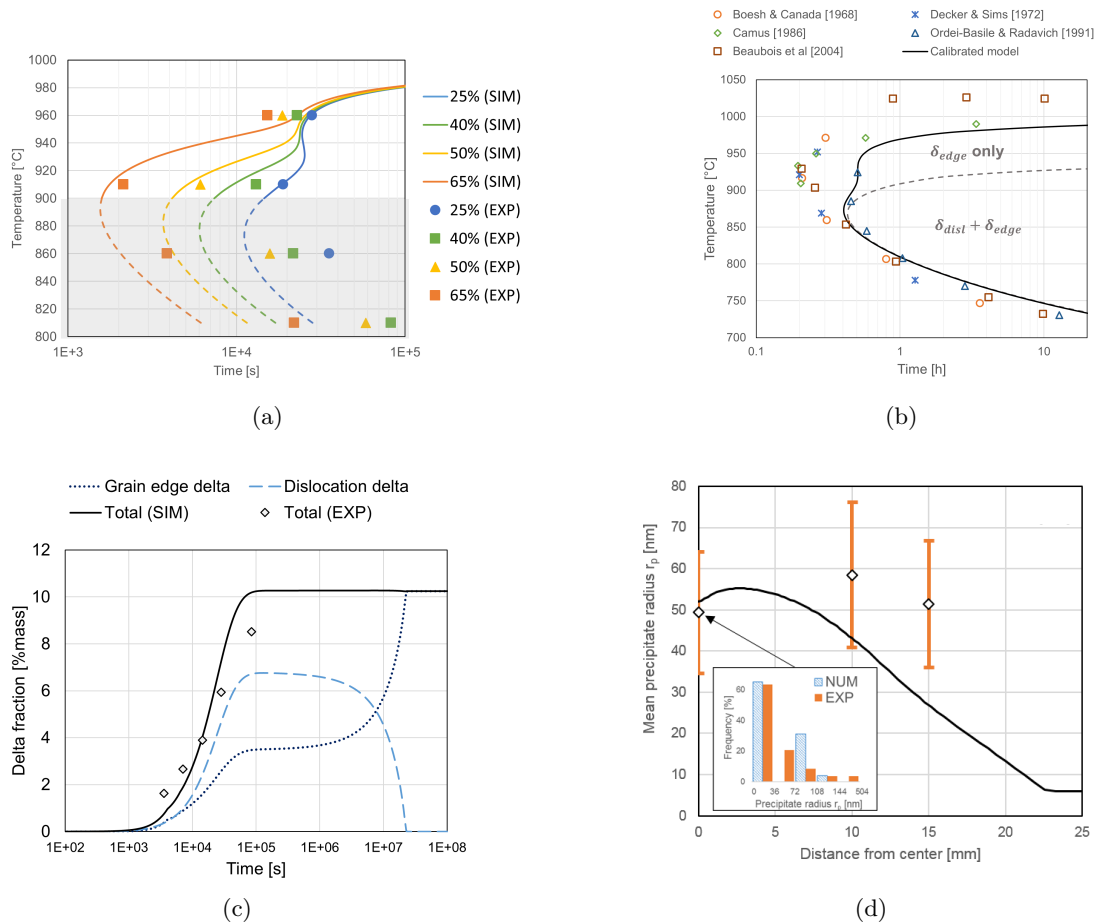 1000
980
960
940
920
900
880
860
840
820
800
Temperature [°C]
1E+3
1E+4
1E+5
Time [s]
25% (SIM)
40% (SIM)
50% (SIM)
65% (SIM)
25% (EXP)
40% (EXP)
50% (EXP)
65% (EXP)
(a)
Boesh & Canada [1968]
Decker & Sims [1972]
Camus [1986]
Ordei-Basile & Radavich [1991]
Beaubois et al [2004]
Calibrated model
1050
1000
950
900
850
800
750
700
Temperature [°C]
δedge only
δdisl + δedge
0.1
1
10
Time [h]
(b)
Grain edge delta
Dislocation delta
Total (SIM)
Total (EXP)
12
10
8
6
4
2
0
Delta fraction [%mass]
1E+02
1E+03
1E+04
1E+05
1E+06
1E+07
1E+08
Time [s]
(c)
80
70
60
50
40
30
20
10
0
Mean precipitate radius rp [nm]
NUM
EXP
60
40
20
0
Frequency [%]
0
36
72
108
144
504
Precipitate radius rp [nm]
0
5
10
15
20
25
Distance from center [mm]
(d)